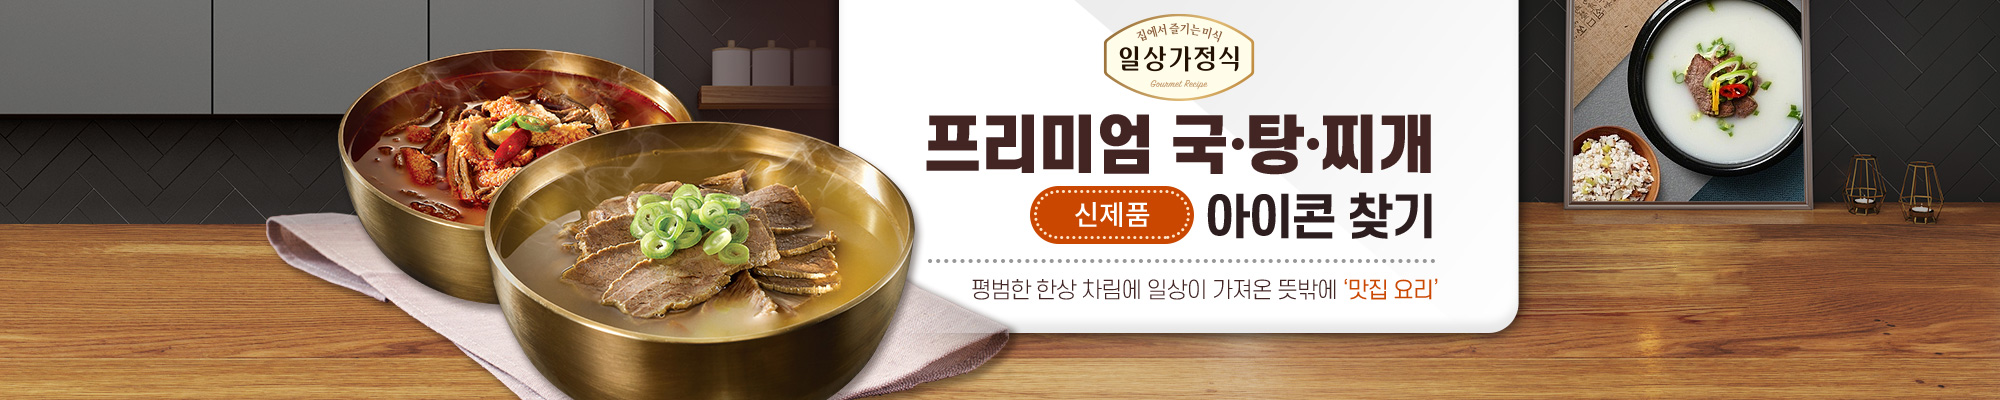 집에서 즐기는 미식
일상가정식
Gourmet Recipe
프리미엄 국·탕·찌개
신제품 아이콘 찾기
평범한 한상 차림에 일상이 가져온 뜻밖에 ‘맛집 요리’